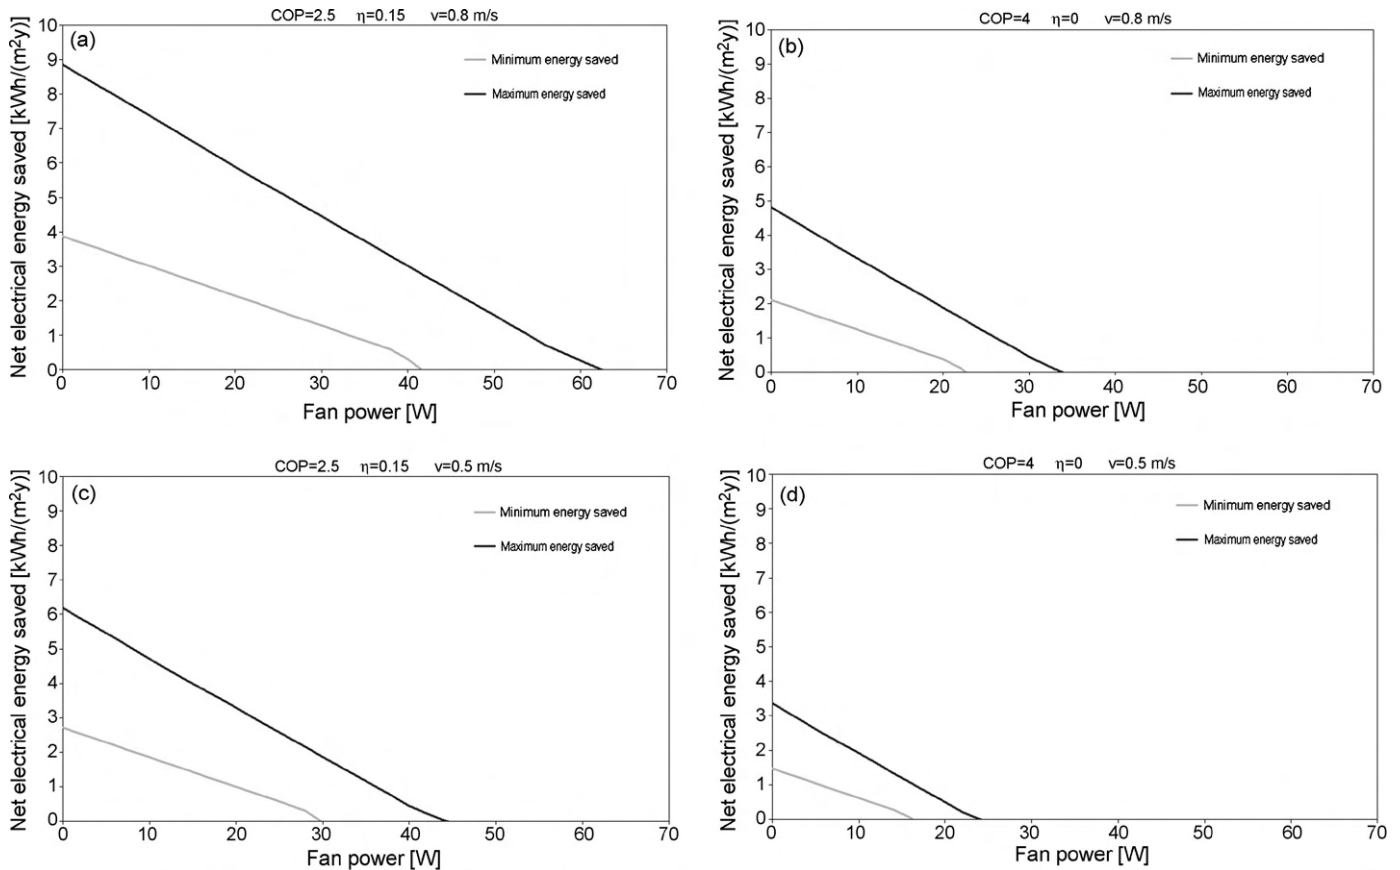 COP=2.5 η=0.15 v=0.8 m/s
(a)
Net electrical energy saved [kWh/(m²y)]
10
9
8
7
6
5
4
3
2
1
0
Minimum energy saved
Maximum energy saved
0 10 20 30 40 50 60 70
Fan power [W]
COP=4 η=0 v=0.8 m/s
(b)
Net electrical energy saved [kWh/(m²y)]
10
9
8
7
6
5
4
3
2
1
0
Minimum energy saved
Maximum energy saved
0 10 20 30 40 50 60 70
Fan power [W]
COP=2.5 η=0.15 v=0.5 m/s
(c)
Net electrical energy saved [kWh/(m²y)]
10
9
8
7
6
5
4
3
2
1
0
Minimum energy saved
Maximum energy saved
0 10 20 30 40 50 60 70
Fan power [W]
COP=4 η=0 v=0.5 m/s
(d)
Net electrical energy saved [kWh/(m²y)]
10
9
8
7
6
5
4
3
2
1
0
Minimum energy saved
Maximum energy saved
0 10 20 30 40 50 60 70
Fan power [W]